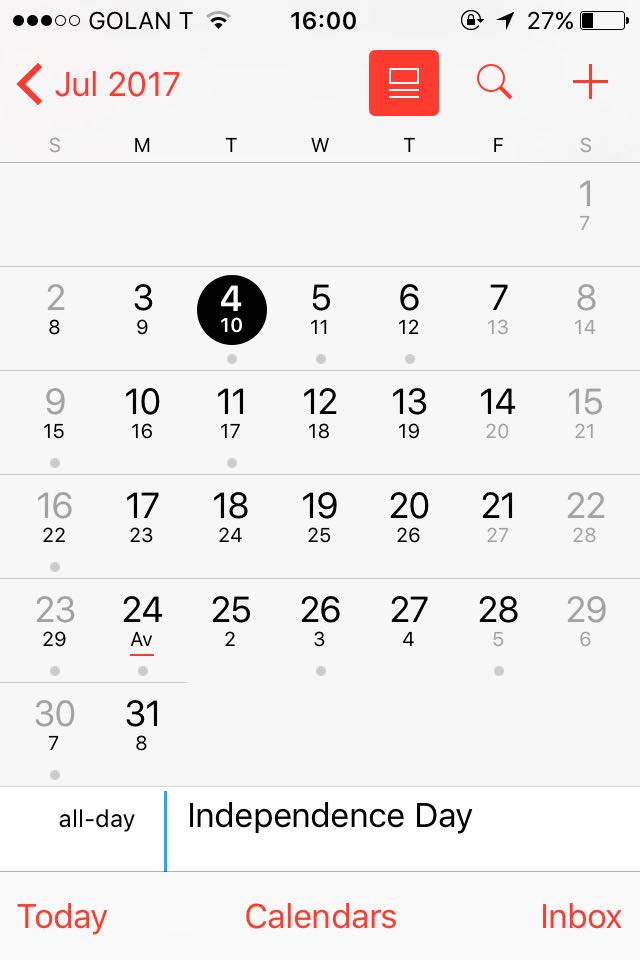 GOLAN T 16:00 27%
Jul 2017
S M T W T F S
1
7
2 3 4 5 6 7 8
8 9 10 11 12 13 14
9 10 11 12 13 14 15
15 16 17 18 19 20 21
16 17 18 19 20 21 22
22 23 24 25 26 27 28
23 24 25 26 27 28 29
29 Av 2 3 4 5 6
30 31
7 8
all-day Independence Day
Today Calendars Inbox